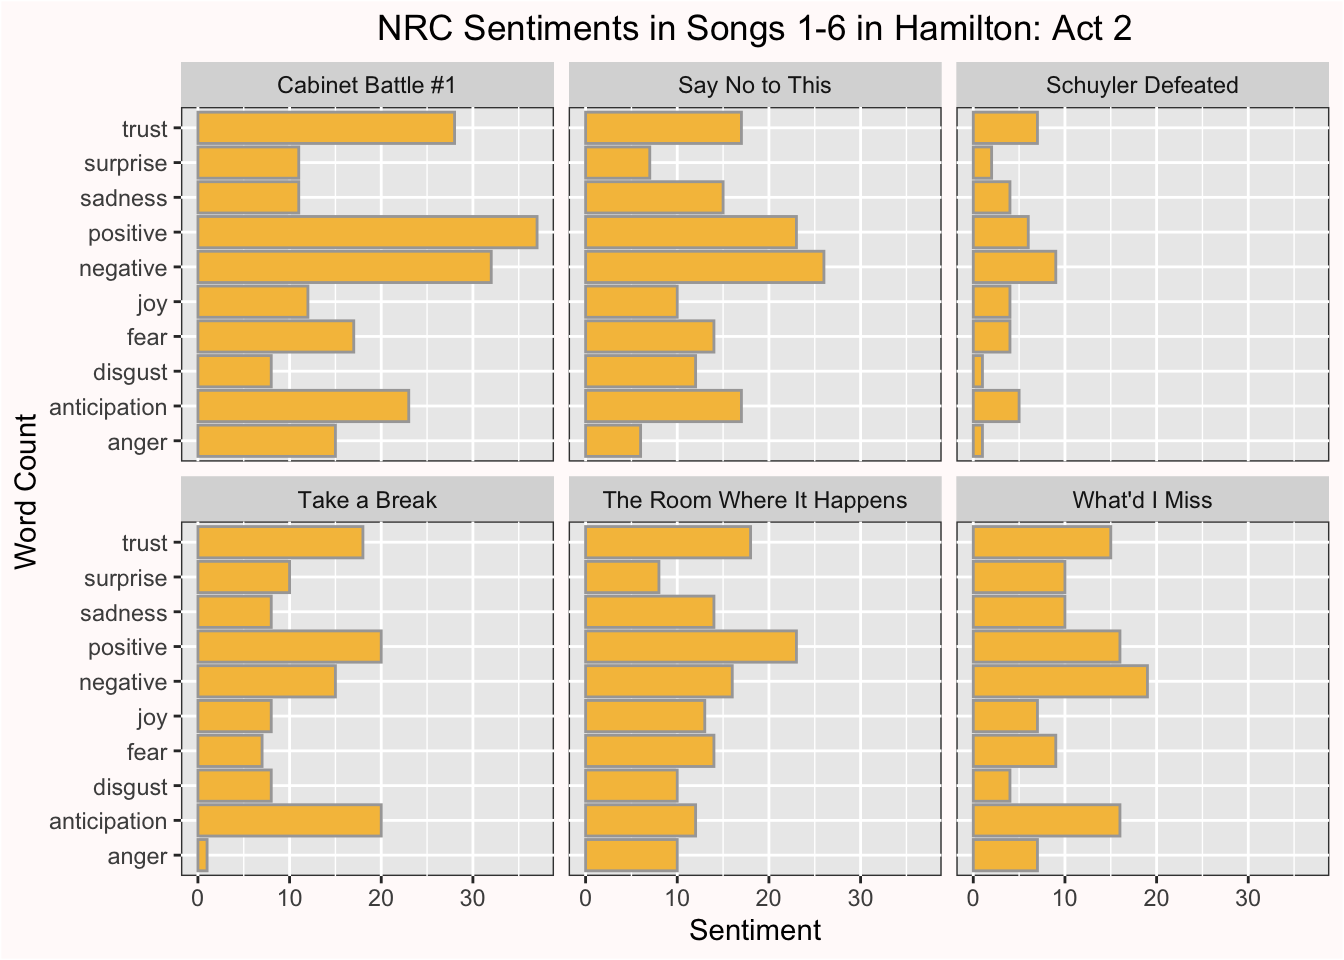 NRC Sentiments in Songs 1-6 in Hamilton: Act 2
Cabinet Battle #1
Say No to This
Schuyler Defeated
trust
surprise
sadness
positive
negative
joy
fear
disgust
anticipation
anger
Take a Break
The Room Where It Happens
What'd I Miss
trust
surprise
sadness
positive
negative
joy
fear
disgust
anticipation
anger
Word Count
0 10 20 30
0 10 20 30
0 10 20 30
Sentiment